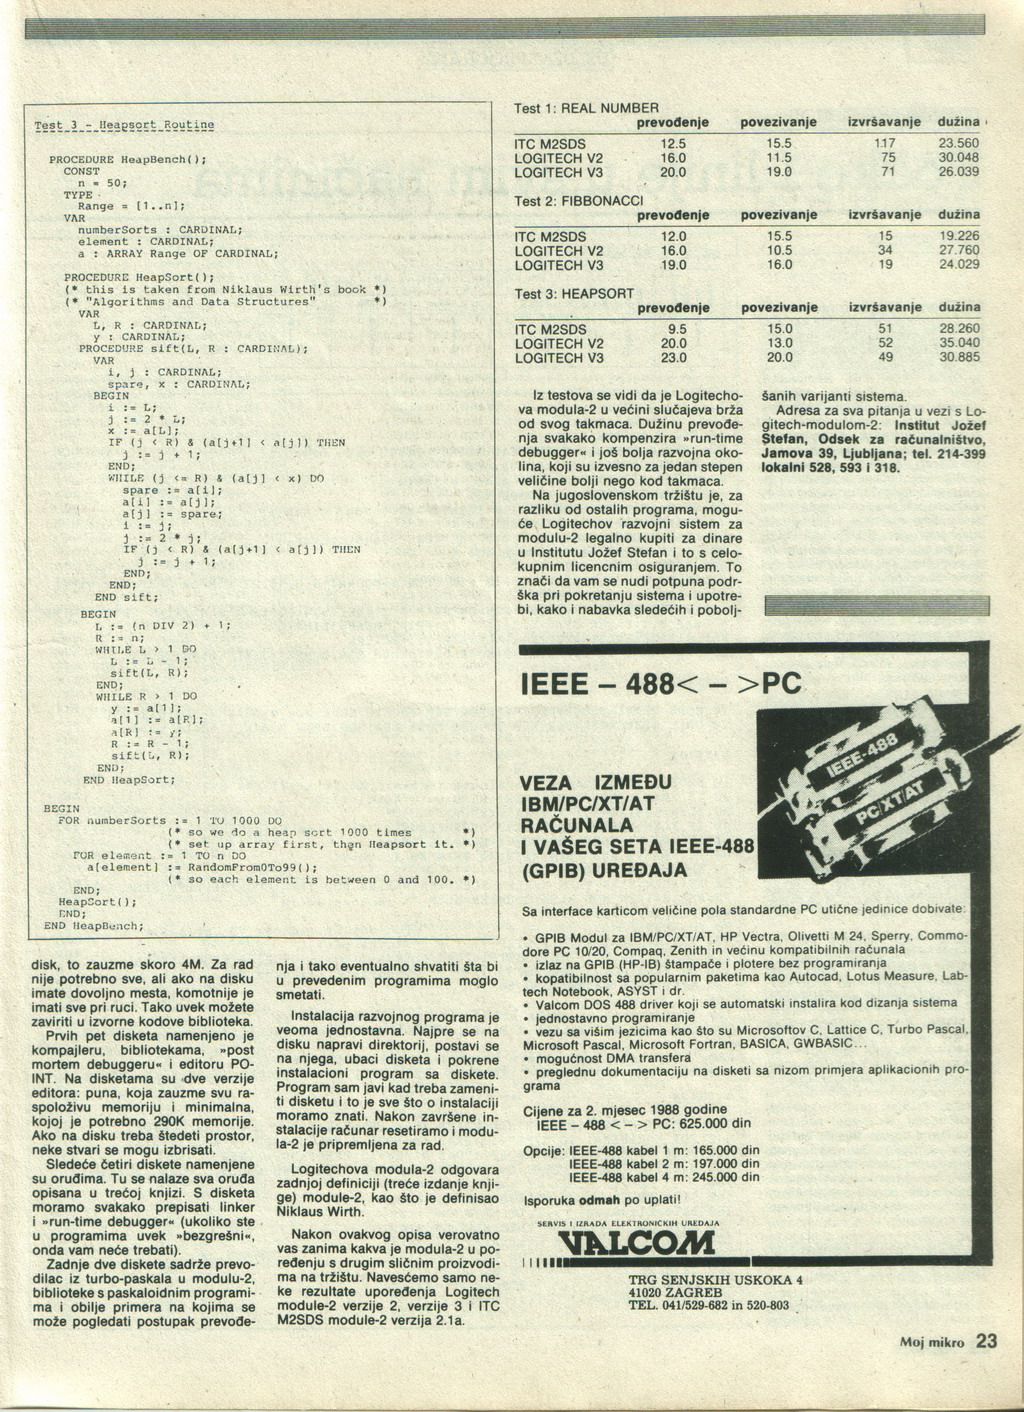 Test 3 - Heapsort Routine
PROCEDURE HeapBench();
CONST
n = 50;
TYPE
Range = [1..n];
VAR
numberSorts : CARDINAL;
element : CARDINAL;
a : ARRAY Range OF CARDINAL;
PROCEDURE HeapSort();
(* this is taken from Niklaus Wirth's book *)
(* "Algorithms and Data Structures" *)
VAR
L, R : CARDINAL;
y : CARDINAL;
PROCEDURE sift(L, R : CARDINAL);
VAR
i, j : CARDINAL;
spare, x : CARDINAL;
BEGIN
i := L;
j := 2 * L;
x := a[L];
IF (j < R) & (a[j+1] < a[j]) THEN
j := j + 1;
END;
WHILE (j <= R) & (a[j] < x) DO
spare := a[i];
a[i] := a[j];
a[j] := spare;
i := j;
j := 2 * j;
IF (j < R) & (a[j+1] < a[j]) THEN
j := j + 1;
END;
END;
END sift;
BEGIN
L := (n DIV 2) + 1;
R := n;
WHILE L > 1 DO
L := L - 1;
sift(L, R);
END;
WHILE R > 1 DO
y := a[1];
a[1] := a[R];
a[R] := y;
R := R - 1;
sift(L, R);
END;
END HeapSort;
BEGIN
FOR numberSorts := 1 TO 1000 DO
(* so we do a heap sort 1000 times *)
(* set up array first, then Heapsort it. *)
FOR element := 1 TO n DO
a[element] := RandomFrom0To99();
(* so each element is between 0 and 100. *)
END;
HeapSort();
END;
END HeapBench;
disk, to zauzme skoro 4M. Za rad
nije potrebno sve, ali ako na disku
imate dovoljno mesta, komotnije je
imati sve pri ruci. Tako uvek možete
zaviriti u izvorne kodove biblioteka.
Prvih pet disketa namenjeno je
kompajleru, bibliotekama, »post
mortem debuggeru« i editoru PO-
INT. Na disketama su dve verzije
editora: puna, koja zauzme svu ra-
spoloživu memoriju i minimalna,
kojoj je potrebno 290K memorije.
Ako na disku treba štedeti prostor,
neke stvari se mogu izbrisati.
Sledeće četiri diskete namenjene
su oruđima. Tu se nalaze sva oruđa
opisana u trećoj knjizi. S disketa
moramo svakako prepisati linker
i »run-time debugger« (ukoliko ste
u programima uvek »bezgrešni«,
onda vam neće trebati).
Zadnje dve diskete sadrže prevo-
dilac iz turbo-paskala u modulu-2,
biblioteke s paskaloidnim programi-
ma i obilje primera na kojima se
može pogledati postupak prevođe-
nja i tako eventualno shvatiti šta bi
u prevedenim programima moglo
smetati.
Instalacija razvojnog programa je
veoma jednostavna. Najpre se na
disku napravi direktorij, postavi se
na njega, ubaci disketa i pokrene
instalacioni program sa diskete.
Program sam javi kad treba zameni-
ti disketu i to je sve što o instalaciji
moramo znati. Nakon završene in-
stalacije računar resetiramo i modu-
la-2 je pripremljena za rad.
Logitechova modula-2 odgovara
zadnjoj definiciji (treće izdanje knji-
ge) module-2, kao što je definisao
Niklaus Wirth.
Nakon ovakvog opisa verovatno
vas zanima kakva je modula-2 u po-
ređenju s drugim sličnim proizvodi-
ma na tržištu. Navešćemo samo ne-
ke rezultate upoređenja Logitech
module-2 verzije 2, verzije 3 i ITC
M2SDS module-2 verzija 2.1a.
Test 1: REAL NUMBER
prevođenje povezivanje izvršavanje dužina
ITC M2SDS 12.5 15.5 117 23.560
LOGITECH V2 16.0 11.5 75 30.048
LOGITECH V3 20.0 19.0 71 26.039
Test 2: FIBBONACCI
prevođenje povezivanje izvršavanje dužina
ITC M2SDS 12.0 15.5 15 19.226
LOGITECH V2 16.0 10.5 34 27.760
LOGITECH V3 19.0 16.0 19 24.029
Test 3: HEAPSORT
prevođenje povezivanje izvršavanje dužina
ITC M2SDS 9.5 15.0 51 28.260
LOGITECH V2 20.0 13.0 52 35.040
LOGITECH V3 23.0 20.0 49 30.885
Iz testova se vidi da je Logitecho-
va modula-2 u većini slučajeva brža
od svog takmaca. Dužinu prevođe-
nja svakako kompenzira »run-time
debugger« i još bolja razvojna oko-
lina, koji su izvesno za jedan stepen
veličine bolji nego kod takmaca.
Na jugoslovenskom tržištu je, za
razliku od ostalih programa, mogu-
će Logitechov razvojni sistem za
modulu-2 legalno kupiti za dinare
u Institutu Jožef Stefan i to s celo-
kupnim licencnim osiguranjem. To
znači da vam se nudi potpuna podr-
ška pri pokretanju sistema i upotre-
bi, kako i nabavka sledećih i pobolj-
šanih varijanti sistema.
Adresa za sva pitanja u vezi s Lo-
gitech-modulom-2: Institut Jožef
Stefan, Odsek za računalništvo,
Jamova 39, Ljubljana; tel. 214-399
lokalni 528, 593 i 318.
IEEE - 488< - >PC
VEZA IZMEĐU
IBM/PC/XT/AT
RAČUNALA
I VAŠEG SETA IEEE-488
(GPIB) UREĐAJA
IEEE-488
PC/XT/AT
Sa interface karticom veličine pola standardne PC utične jedinice dobivate:
• GPIB Modul za IBM/PC/XT/AT, HP Vectra, Olivetti M 24, Sperry, Commo-
dore PC 10/20, Compaq, Zenith in većinu kompatibilnih računala
• izlaz na GPIB (HP-IB) štampače i plotere bez programiranja
• kopatibilnost sa popularnim paketima kao Autocad, Lotus Measure, Lab-
tech Notebook, ASYST i dr.
• Valcom DOS 488 driver koji se automatski instalira kod dizanja sistema
• jednostavno programiranje
• vezu sa višim jezicima kao što su Microsoftov C, Lattice C, Turbo Pascal,
Microsoft Pascal, Microsoft Fortran, BASICA, GWBASIC...
• mogućnost DMA transfera
• preglednu dokumentaciju na disketi sa nizom primjera aplikacionih pro-
grama
Cijene za 2. mjesec 1988 godine
IEEE - 488 < - > PC: 625.000 din
Opcije: IEEE-488 kabel 1 m: 165.000 din
IEEE-488 kabel 2 m: 197.000 din
IEEE-488 kabel 4 m: 245.000 din
Isporuka odmah po uplati!
SERVIS I IZRADA ELEKTRONIČKIH UREĐAJA
VALCOM
TRG SENJSKIH USKOKA 4
41020 ZAGREB
TEL. 041/529-682 in 520-803
Moj mikro 23